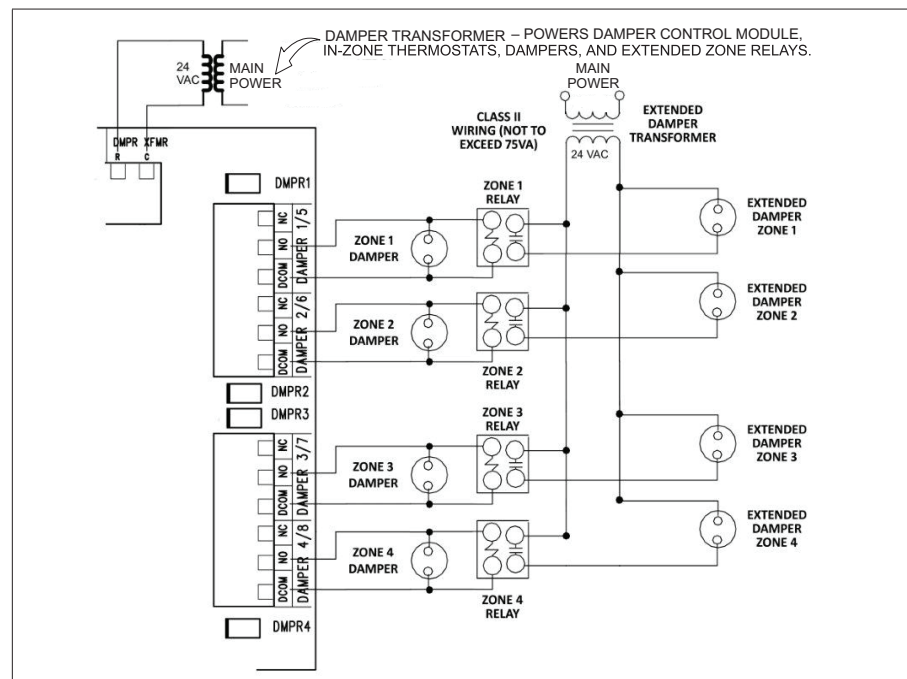 DAMPER TRANSFORMER – POWERS DAMPER CONTROL MODULE,
IN-ZONE THERMOSTATS, DAMPERS, AND EXTENDED ZONE RELAYS.
24
VAC
MAIN
POWER
MAIN
POWER
EXTENDED
DAMPER
TRANSFORMER
CLASS II
WIRING (NOT TO
EXCEED 75VA)
24 VAC
DMPR XFMR
R C
DMPR1
NC
NO
DCOM
DAMPER 1/5
ZONE 1
DAMPER
ZONE 1
RELAY
EXTENDED
DAMPER
ZONE 1
NC
NO
DCOM
DAMPER 2/6
ZONE 2
DAMPER
ZONE 2
RELAY
EXTENDED
DAMPER
ZONE 2
DMPR2
DMPR3
NC
NO
DCOM
DAMPER 3/7
ZONE 3
DAMPER
ZONE 3
RELAY
EXTENDED
DAMPER
ZONE 3
NC
NO
DCOM
DAMPER 4/8
ZONE 4
DAMPER
ZONE 4
RELAY
EXTENDED
DAMPER
ZONE 4
DMPR4